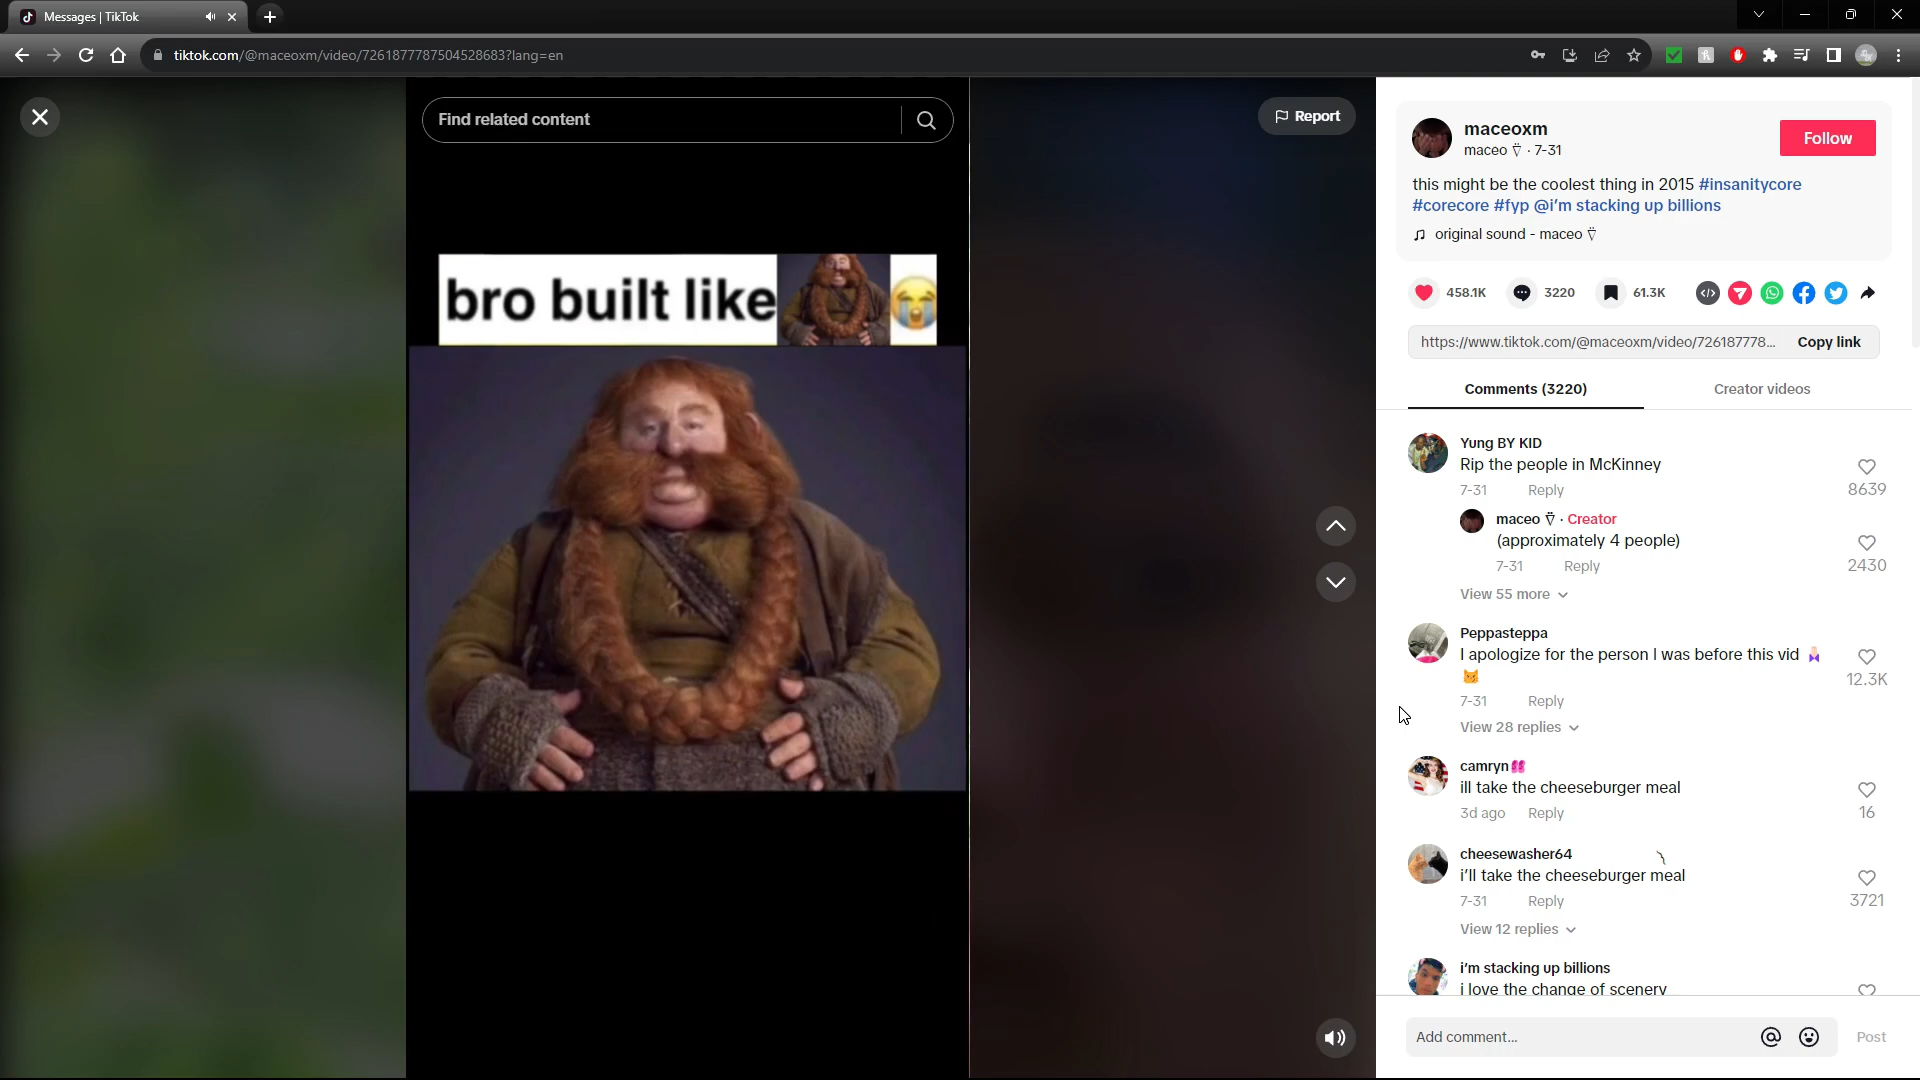 Messages | TikTok
tiktok.com/@maceoxm/video/7261877787504528683?lang=en
Find related content
Report
bro built like
maceoxm
maceo · 7-31
Follow
this might be the coolest thing in 2015 #insanitycore
#corecore #fyp @i'm stacking up billions
original sound - maceo
458.1K
3220
61.3K
https://www.tiktok.com/@maceoxm/video/726187778...
Copy link
Comments (3220)
Creator videos
Yung BY KID
Rip the people in McKinney
7-31 Reply
8639
maceo · Creator
(approximately 4 people)
7-31 Reply
2430
View 55 more
Peppasteppa
I apologize for the person I was before this vid
7-31 Reply
12.3K
View 28 replies
camryn
ill take the cheeseburger meal
3d ago Reply
16
cheesewasher64
i'll take the cheeseburger meal
7-31 Reply
3721
View 12 replies
i'm stacking up billions
i love the change of scenery
Add comment...
Post